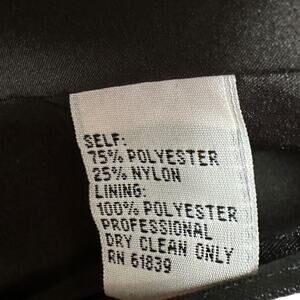 SELF:
75% POLYESTER
25% NYLON
LINING:
100% POLYESTER
PROFESSIONAL
DRY CLEAN ONLY
RN 61839